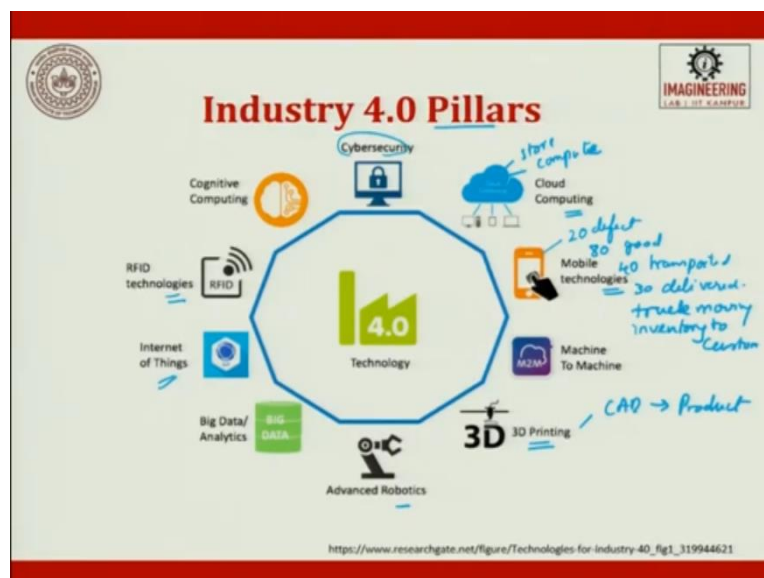 IMAGINEERING
LAB | IIT KANPUR
Industry 4.0 Pillars
Cybersecurity
store
compute
Cognitive
Computing
Cloud
Computing
20 defect
80 good
40 transported
30 delivered.
truck moving
inventory to
RFID
technologies
RFID
Mobile
technologies
4.0
Technology
Internet
of Things
M2M
Machine
To Machine
Big Data/
Analytics
BIG
DATA
3D
3D Printing
CAD → Product
Advanced Robotics
https://www.researchgate.net/figure/Technologies-for-industry-40_fig1_319944621